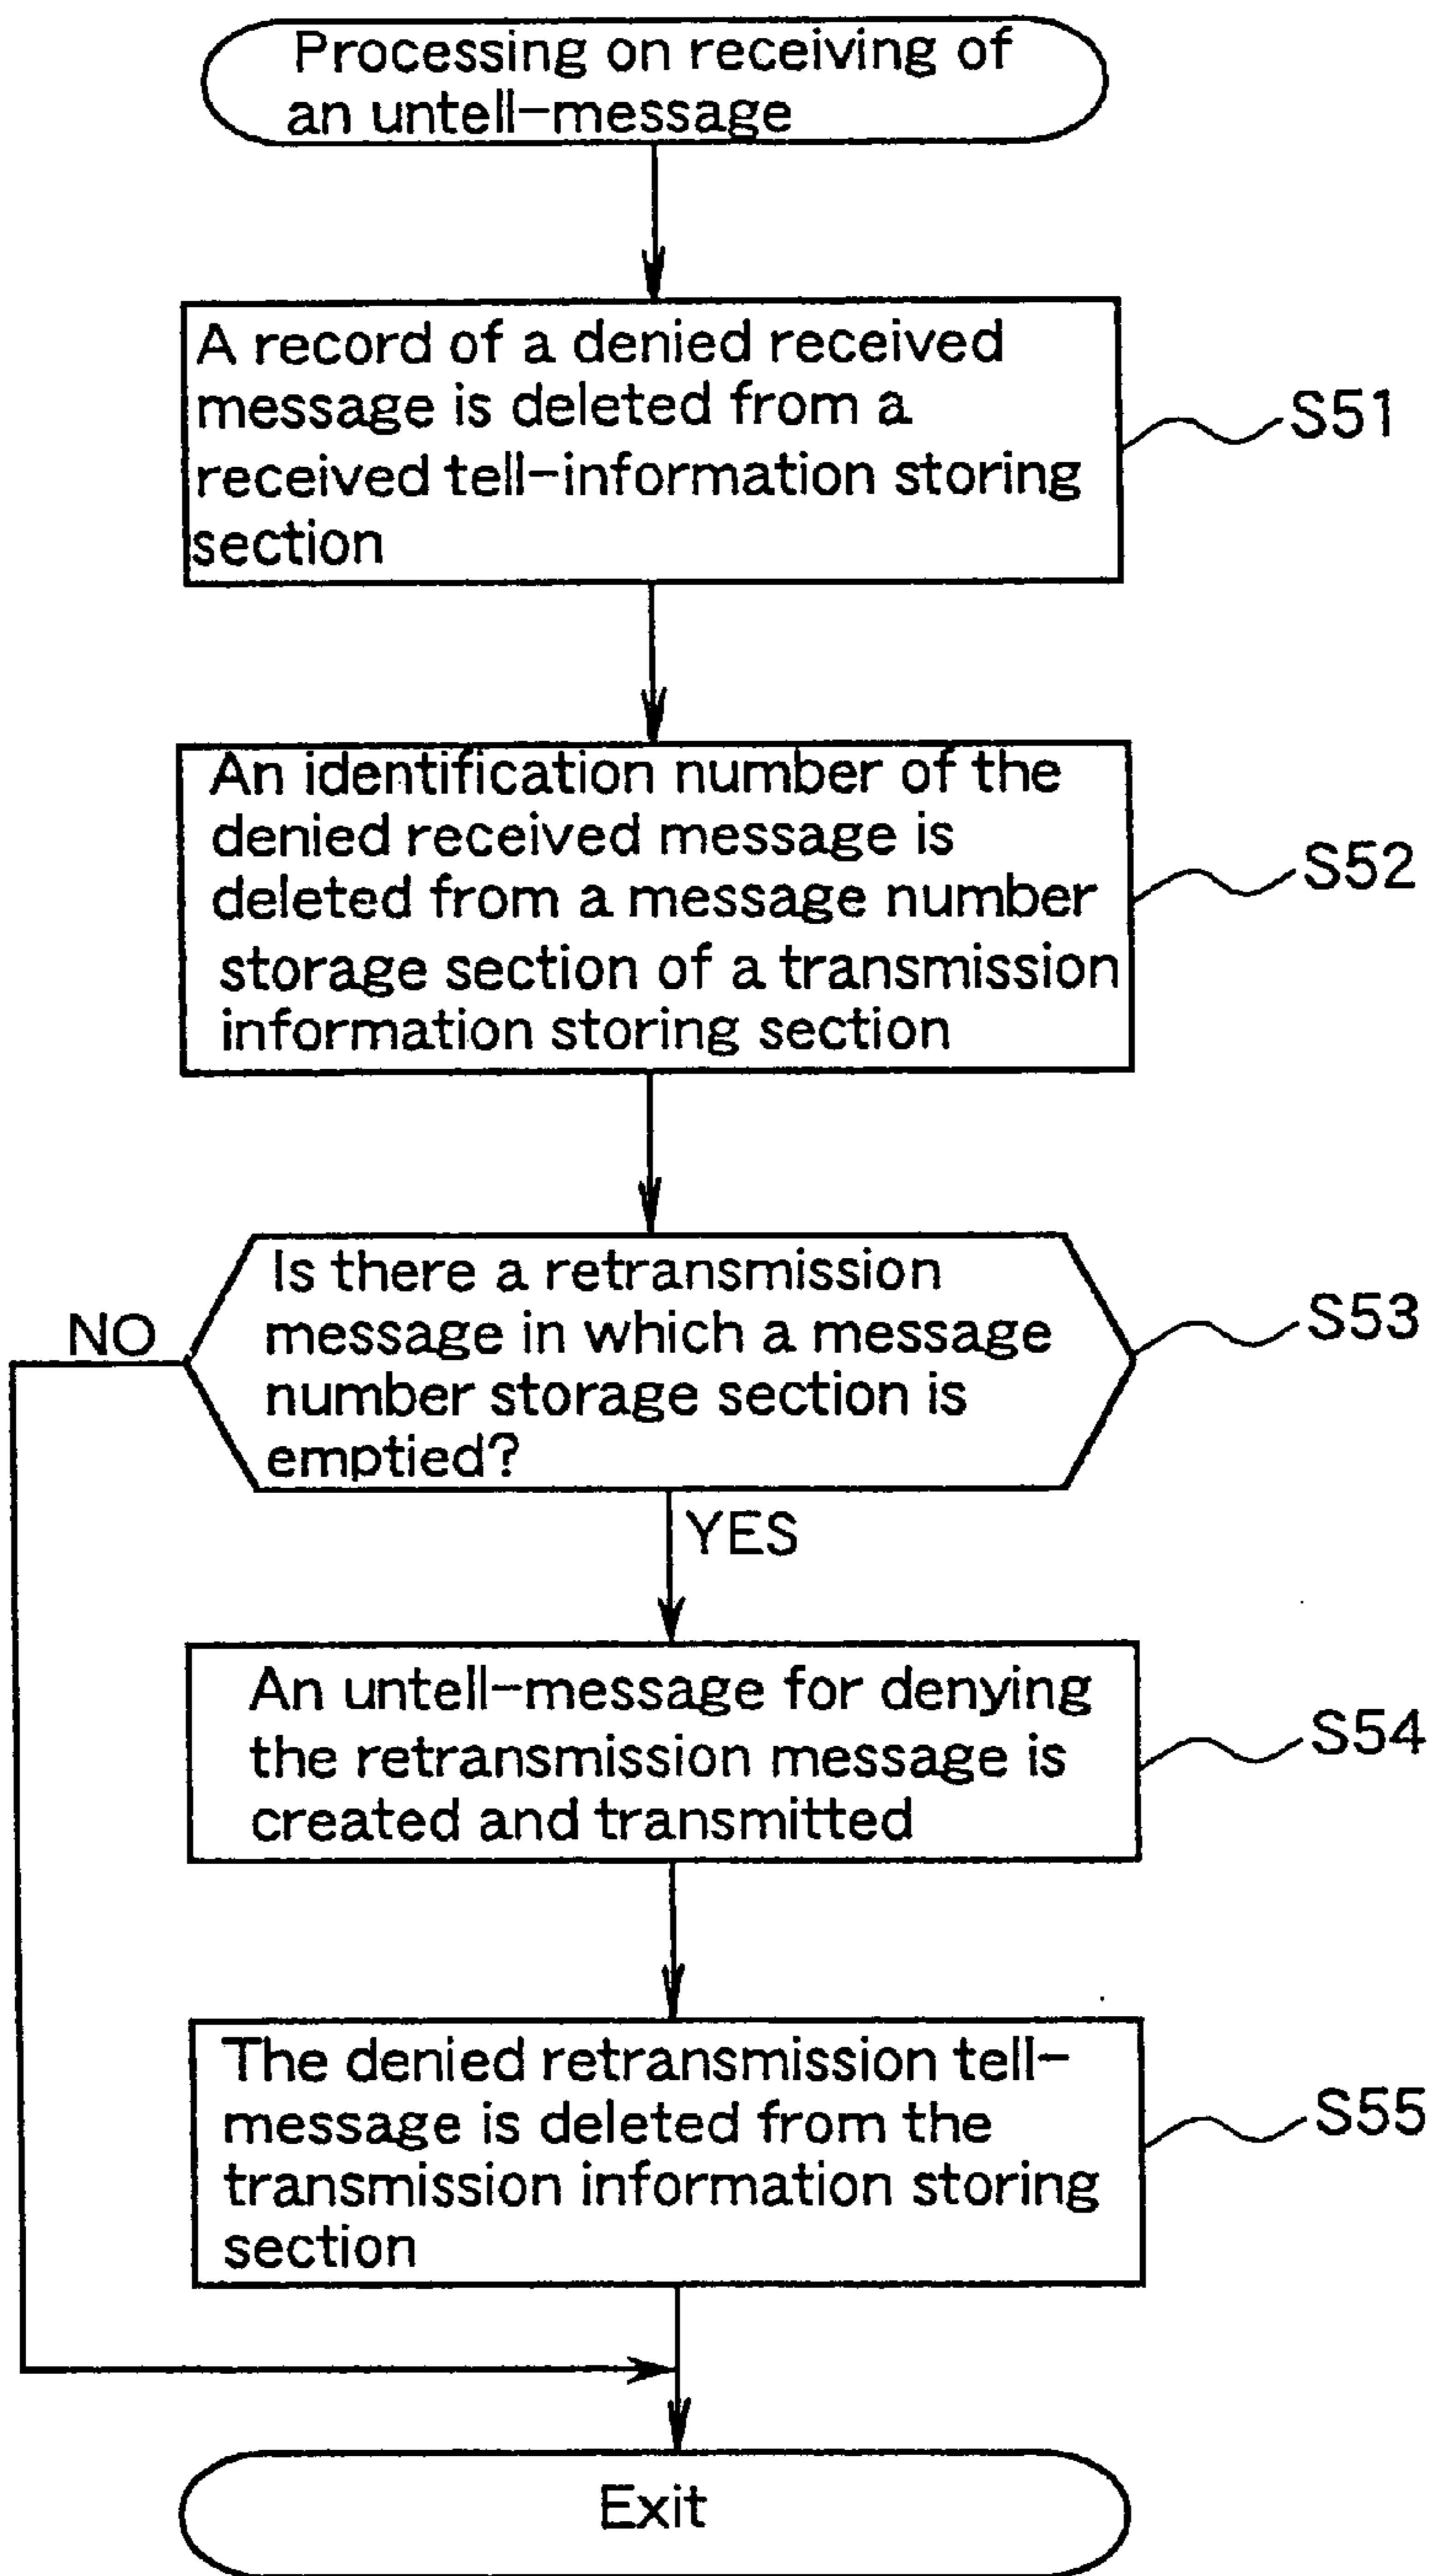 Processing on receiving of
an untell-message
A record of a denied received
message is deleted from a
received tell-information storing
section
S51
An identification number of the
denied received message is
deleted from a message number
storage section of a transmission
information storing section
S52
Is there a retransmission
message in which a message
number storage section is
emptied?
S53
NO
YES
An untell-message for denying
the retransmission message is
created and transmitted
S54
The denied retransmission tell-
message is deleted from the
transmission information storing
section
S55
Exit